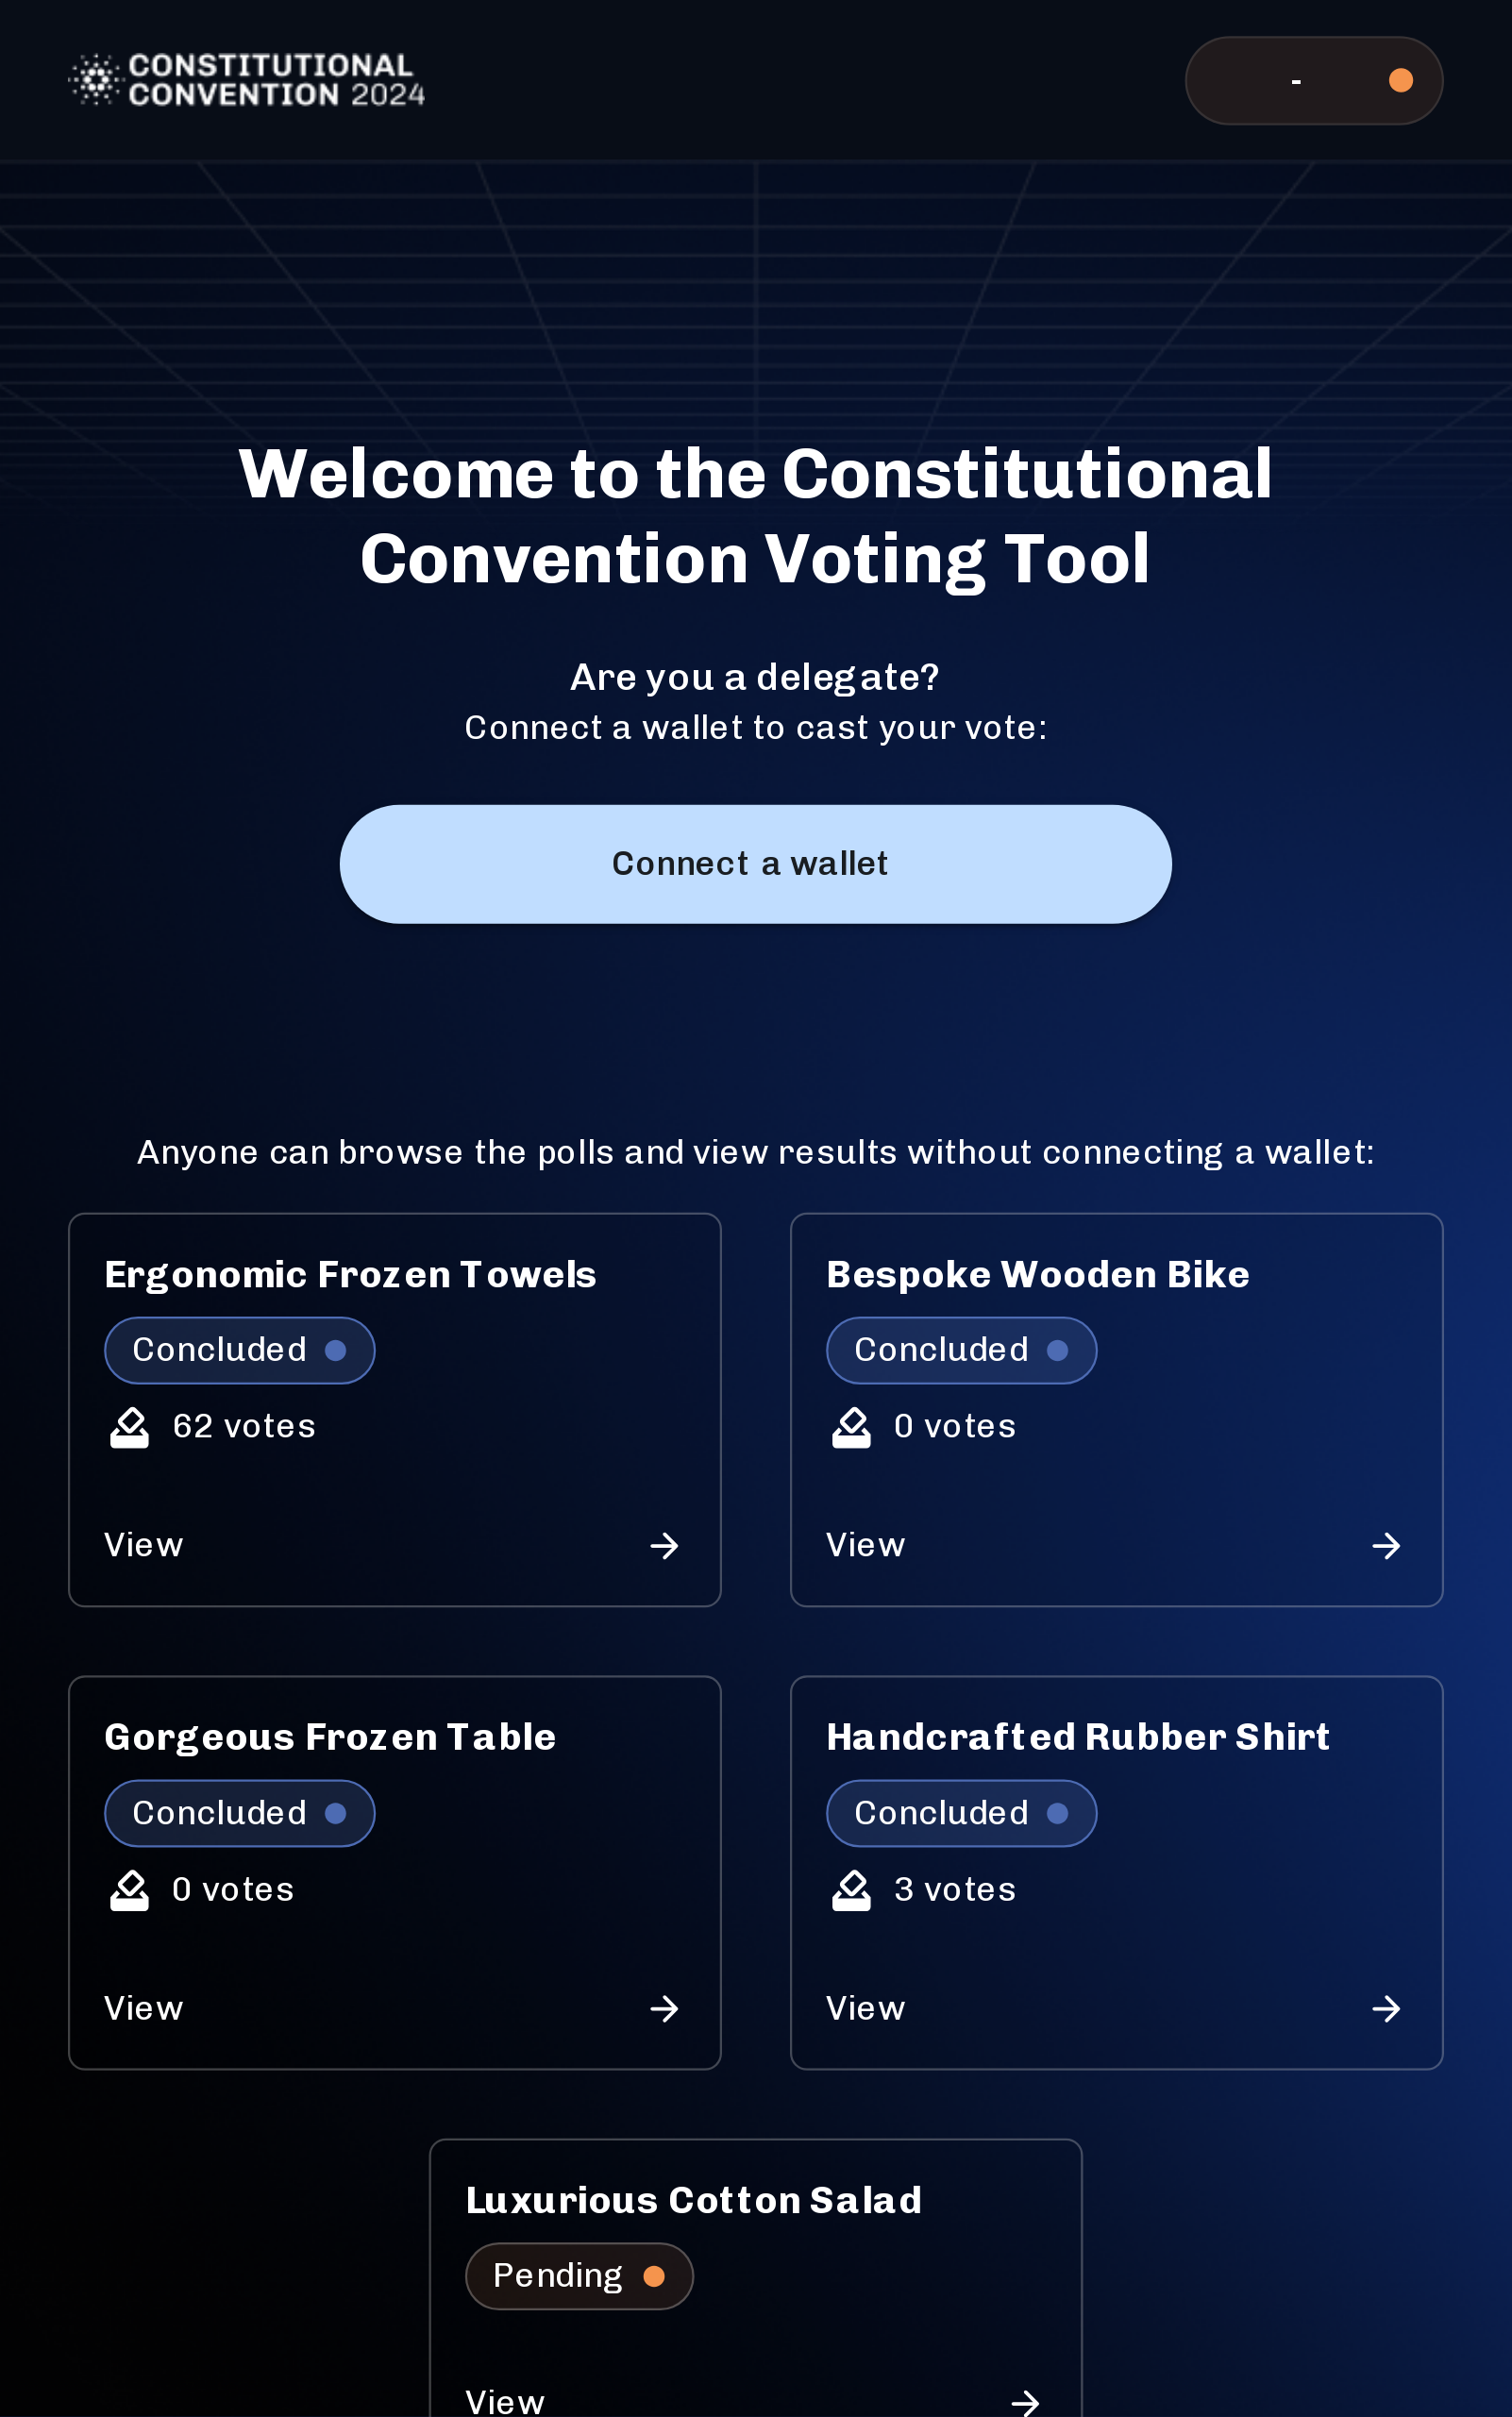 CONSTITUTIONAL
CONVENTION 2024
-
Welcome to the Constitutional
Convention Voting Tool
Are you a delegate?
Connect a wallet to cast your vote:
Connect a wallet
Anyone can browse the polls and view results without connecting a wallet:
Ergonomic Frozen Towels
Concluded
62 votes
View
Bespoke Wooden Bike
Concluded
0 votes
View
Gorgeous Frozen Table
Concluded
0 votes
View
Handcrafted Rubber Shirt
Concluded
3 votes
View
Luxurious Cotton Salad
Pending
View